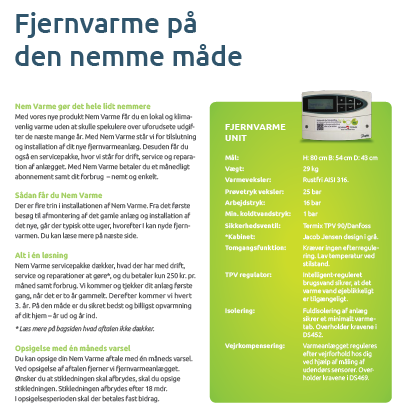 Fjernvarme på
den nemme måde
Nem Varme gør det hele lidt nemmere
Med vores nye produkt Nem Varme får du en lokal og klima-
venlig varme uden at skulle spekulere over uforudsete udgif-
ter de næste mange år. Med Nem Varme står vi for tilslutning
og installation af dit nye fjernvarmeanlæg. Desuden får du
også en servicepakke, hvor vi står for drift, service og repara-
tion af anlægget. Med Nem Varme betaler du et månedligt
abonnement samt dit forbrug – nemt og enkelt.
Sådan får du Nem Varme
Der er fire trin i installationen af Nem Varme. Fra det første
besøg til afmontering af det gamle anlæg og installation af
det nye, går der typisk otte uger, hvorefter I kan nyde fjern-
varmen. Du kan læse mere på næste side.
Alt i én løsning
Nem Varme servicepakke dækker, hvad der har med drift,
service og reparationer at gøre*, og du betaler kun 250 kr. pr.
måned samt forbrug. Vi kommer og tjekker dit anlæg første
gang, når det er to år gammelt. Derefter kommer vi hvert
3. år. På den måde er du sikret bedst og billigst opvarmning
af dit hjem – år ud og år ind.
* Læs mere på bagsiden hvad aftalen ikke dækker.
Opsigelse med én måneds varsel
Du kan opsige din Nem Varme aftale med én måneds varsel.
Ved opsigelse af aftalen fjerner vi fjernvarmeanlægget.
Ønsker du at stikledningen skal afbrydes, skal du opsige
stikledningen. Stikledningen afbrydes efter 18 mdr.
I opsigelsesperioden skal der betales fast bidrag.
FJERNVARME
UNIT
Mål: H: 80 cm B: 54 cm D: 43 cm
Vægt: 29 kg
Varmeveksler: Rustfri AISI 316.
Prøvetryk veksler: 25 bar
Arbejdstryk: 16 bar
Min. koldtvandstryk: 1 bar
Sikkerhedsventil: Termix TPV 90/Danfoss
*Kabinet: Jacob Jensen design i grå.
Tomgangsfunktion: Kræver ingen efterregule-
ring. Lav temperatur ved
stilstand.
TPV regulator: Intelligent-reguleret
brugsvand sikrer, at det
varme vand øjeblikkeligt
er tilgængeligt.
Isolering: Fuldisolering af anlæg
sikrer et minimalt varme-
tab. Overholder kravene i
DS452.
Vejrkompensering: Varmeanlægget reguleres
efter vejrforhold hos dig
ved hjælp af måling af
udendørs sensorer. Over-
holder kravene i DS469.